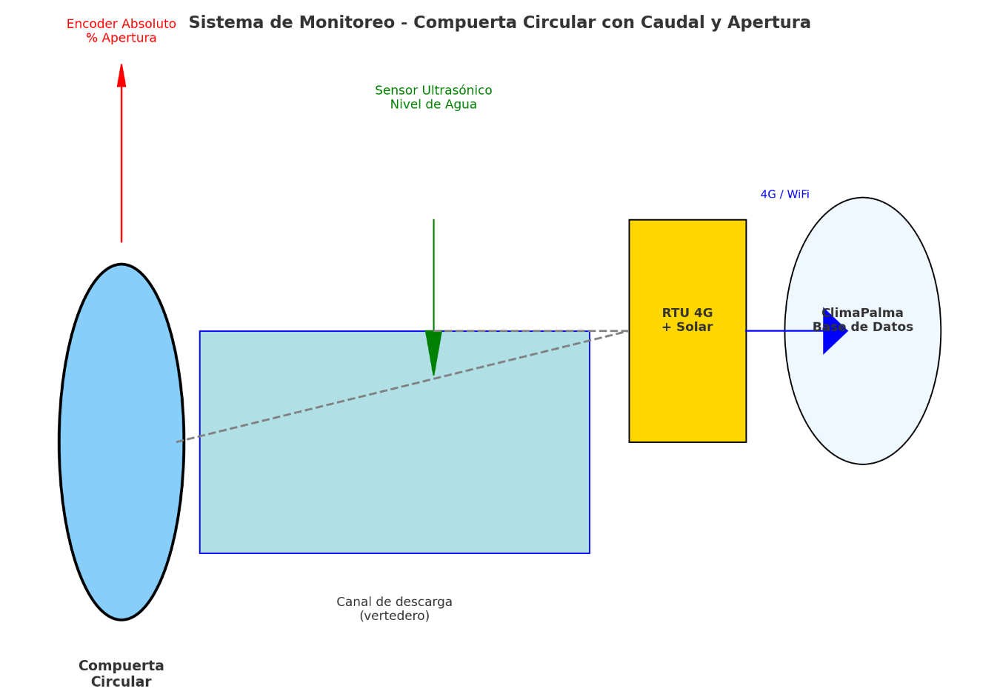 Sistema de Monitoreo - Compuerta Circular con Caudal y Apertura
Encoder Absoluto
% Apertura
Sensor Ultrasónico
Nivel de Agua
4G / WiFi
RTU 4G
+ Solar
ClimaPalma
Base de Datos
Canal de descarga
(vertedero)
Compuerta
Circular